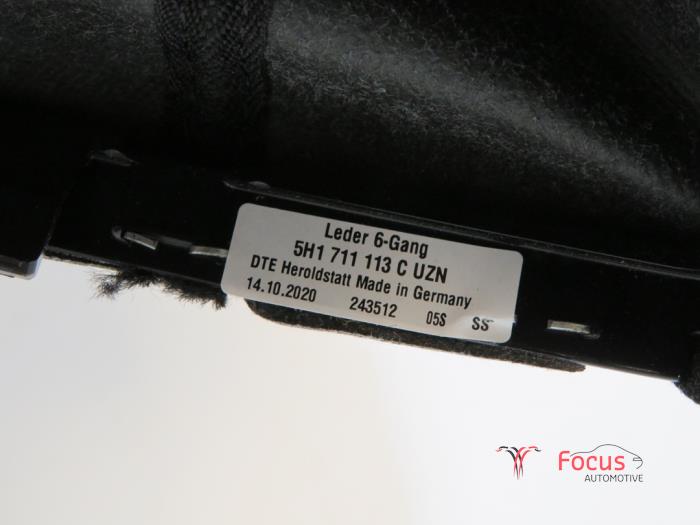 Leder 6-Gang
5H1 711 113 C UZN
DTE Heroldstatt Made in Germany
14.10.2020 243512 05S SS
Focus
AUTOMOTIVE